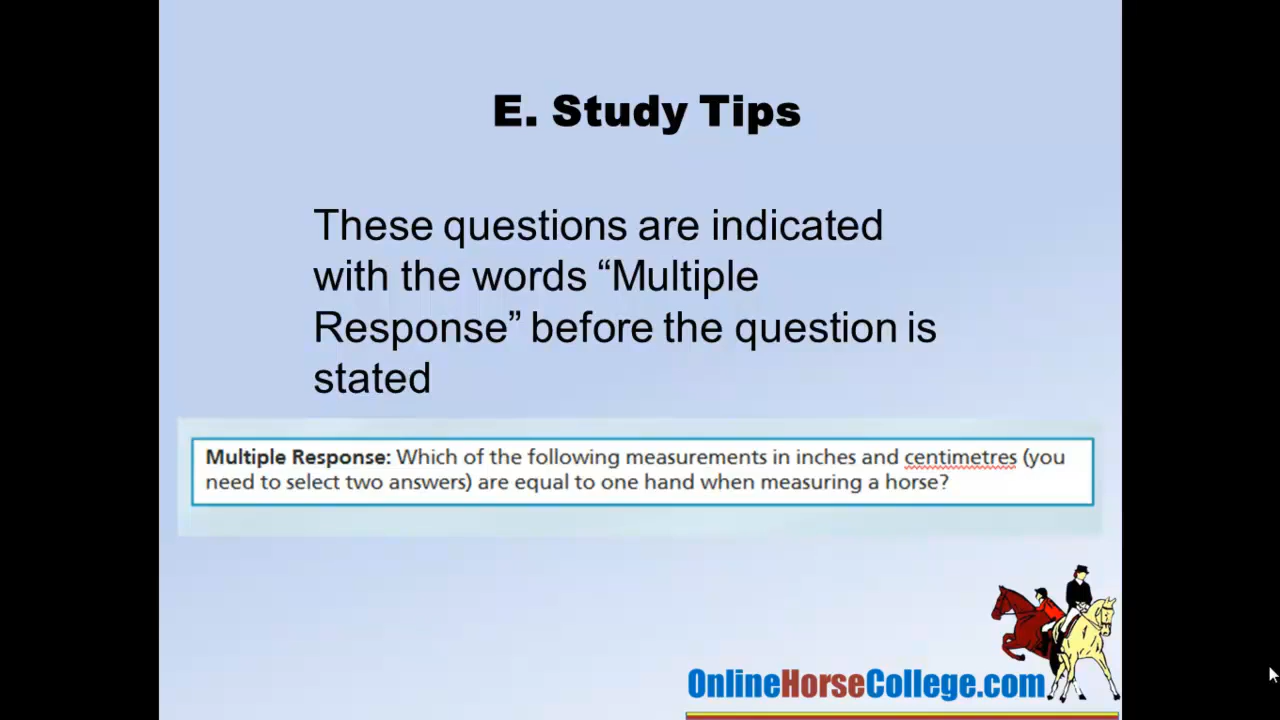 E. Study Tips
These questions are indicated
with the words “Multiple
Response” before the question is
stated
Multiple Response: Which of the following measurements in inches and centimetres (you
need to select two answers) are equal to one hand when measuring a horse?
OnlineHorseCollege.com